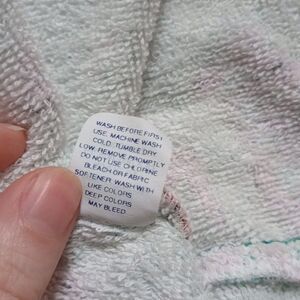 WASH BEFORE FIRST
USE. MACHINE WASH
COLD. TUMBLE DRY
LOW. REMOVE PROMPTLY
DO NOT USE CHLORINE
BLEACH OR FABRIC
SOFTENER. WASH WITH
LIKE COLORS
DEEP COLORS
MAY BLEED